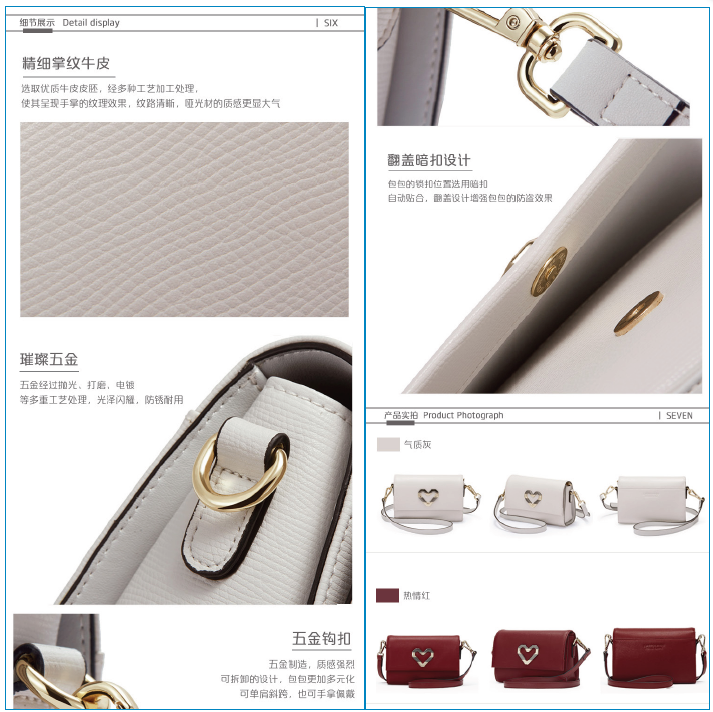 细节展示 Detail display | SIX
精细掌纹牛皮
选取优质牛皮皮胚，经多种工艺加工处理，
使其呈现手掌的纹理效果，纹路清晰，哑光材的质感更显大气
璀璨五金
五金经过抛光、打磨，电镀
等多重工艺处理，光泽闪耀，防锈耐用
五金钩扣
五金制造，质感强烈
可拆卸的设计，包包更加多元化
可单肩斜跨，也可手拿佩戴
翻盖暗扣设计
包包的锁扣位置选用暗扣
自动贴合，翻盖设计增强包包的防盗效果
产品实拍 Product Photograph | SEVEN
气质灰
热情红